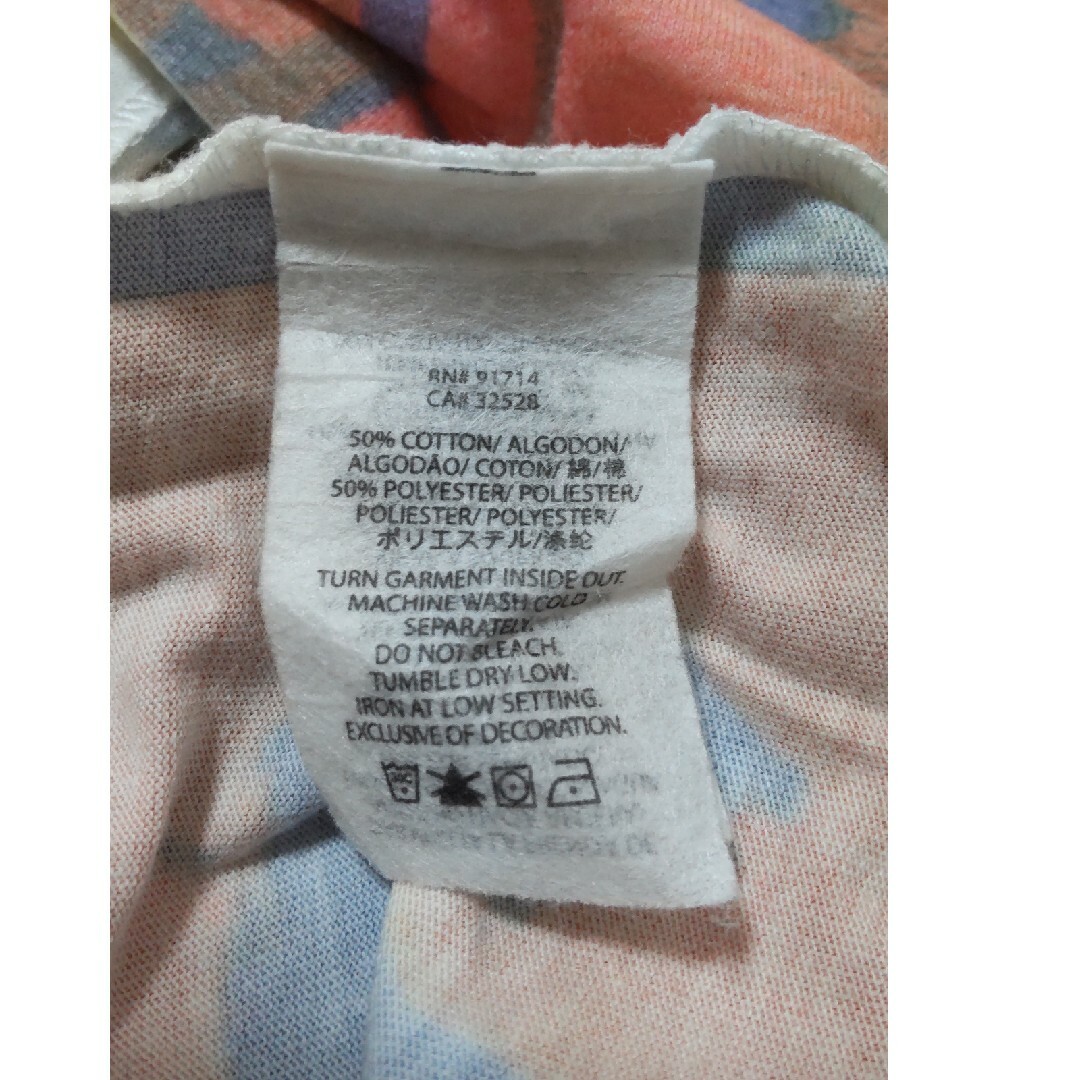 RN# 91714
CA# 32528
50% COTTON/ ALGODON/
ALGODÃO/ COTON/ 綿/棉
50% POLYESTER/ POLIESTER/
POLIESTER/ POLYESTER/
ポリエステル/涤纶
TURN GARMENT INSIDE OUT.
MACHINE WASH COLD
SEPARATELY.
DO NOT BLEACH.
TUMBLE DRY LOW.
IRON AT LOW SETTING.
EXCLUSIVE OF DECORATION.